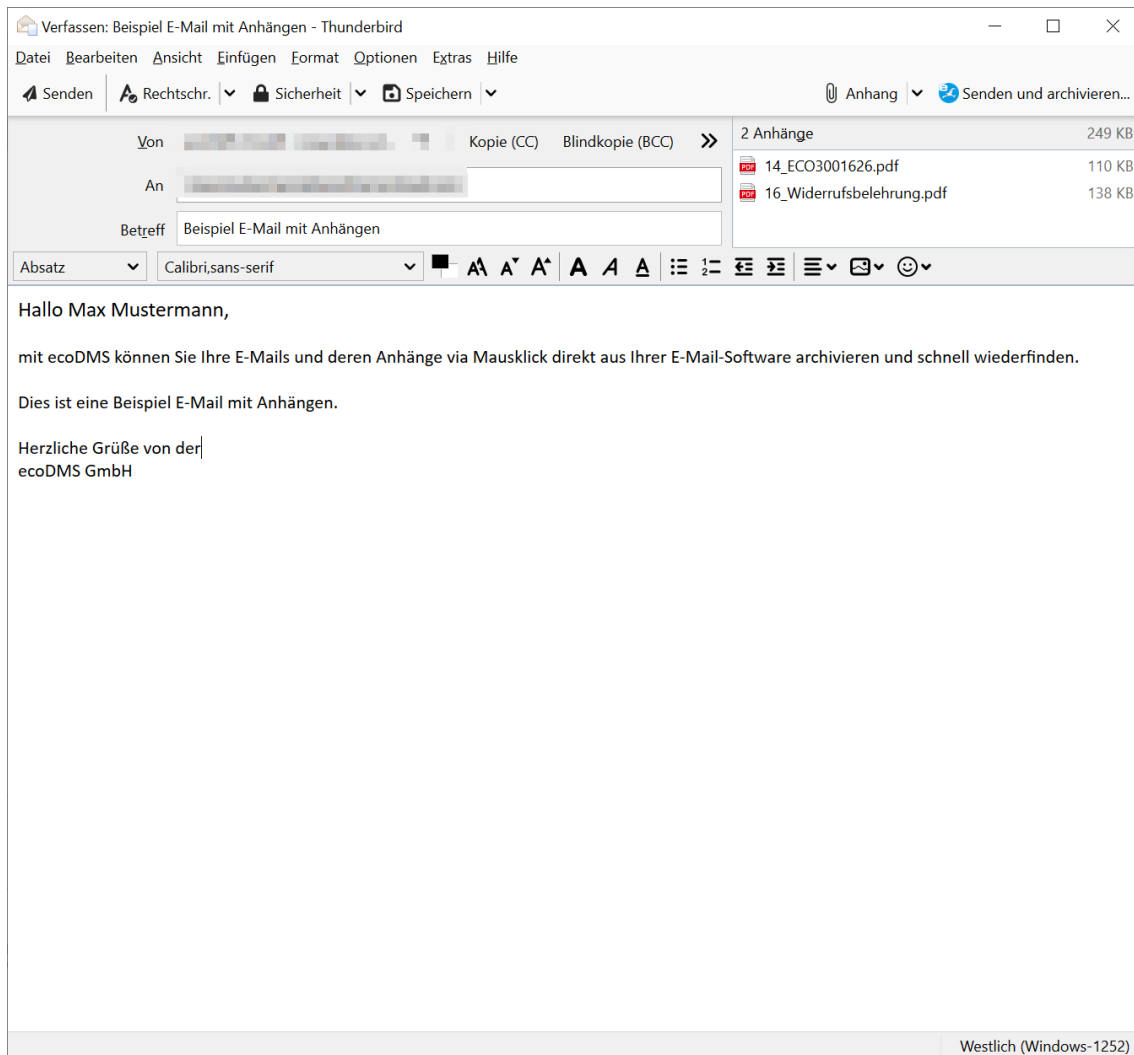 Verfassen: Beispiel E-Mail mit Anhängen - Thunderbird
Datei Bearbeiten Ansicht Einfügen Format Optionen Extras Hilfe
Senden Rechtschr. Sicherheit Speichern Anhang Senden und archivieren...
Von Kopie (CC) Blindkopie (BCC)
2 Anhänge 249 KB
14_ECO3001626.pdf 110 KB
16_Widerrufsbelehrung.pdf 138 KB
An
Betreff Beispiel E-Mail mit Anhängen
Absatz Calibri,sans-serif
Hallo Max Mustermann,
mit ecoDMS können Sie Ihre E-Mails und deren Anhänge via Mausklick direkt aus Ihrer E-Mail-Software archivieren und schnell wiederfinden.
Dies ist eine Beispiel E-Mail mit Anhängen.
Herzliche Grüße von der
ecoDMS GmbH
Westlich (Windows-1252)